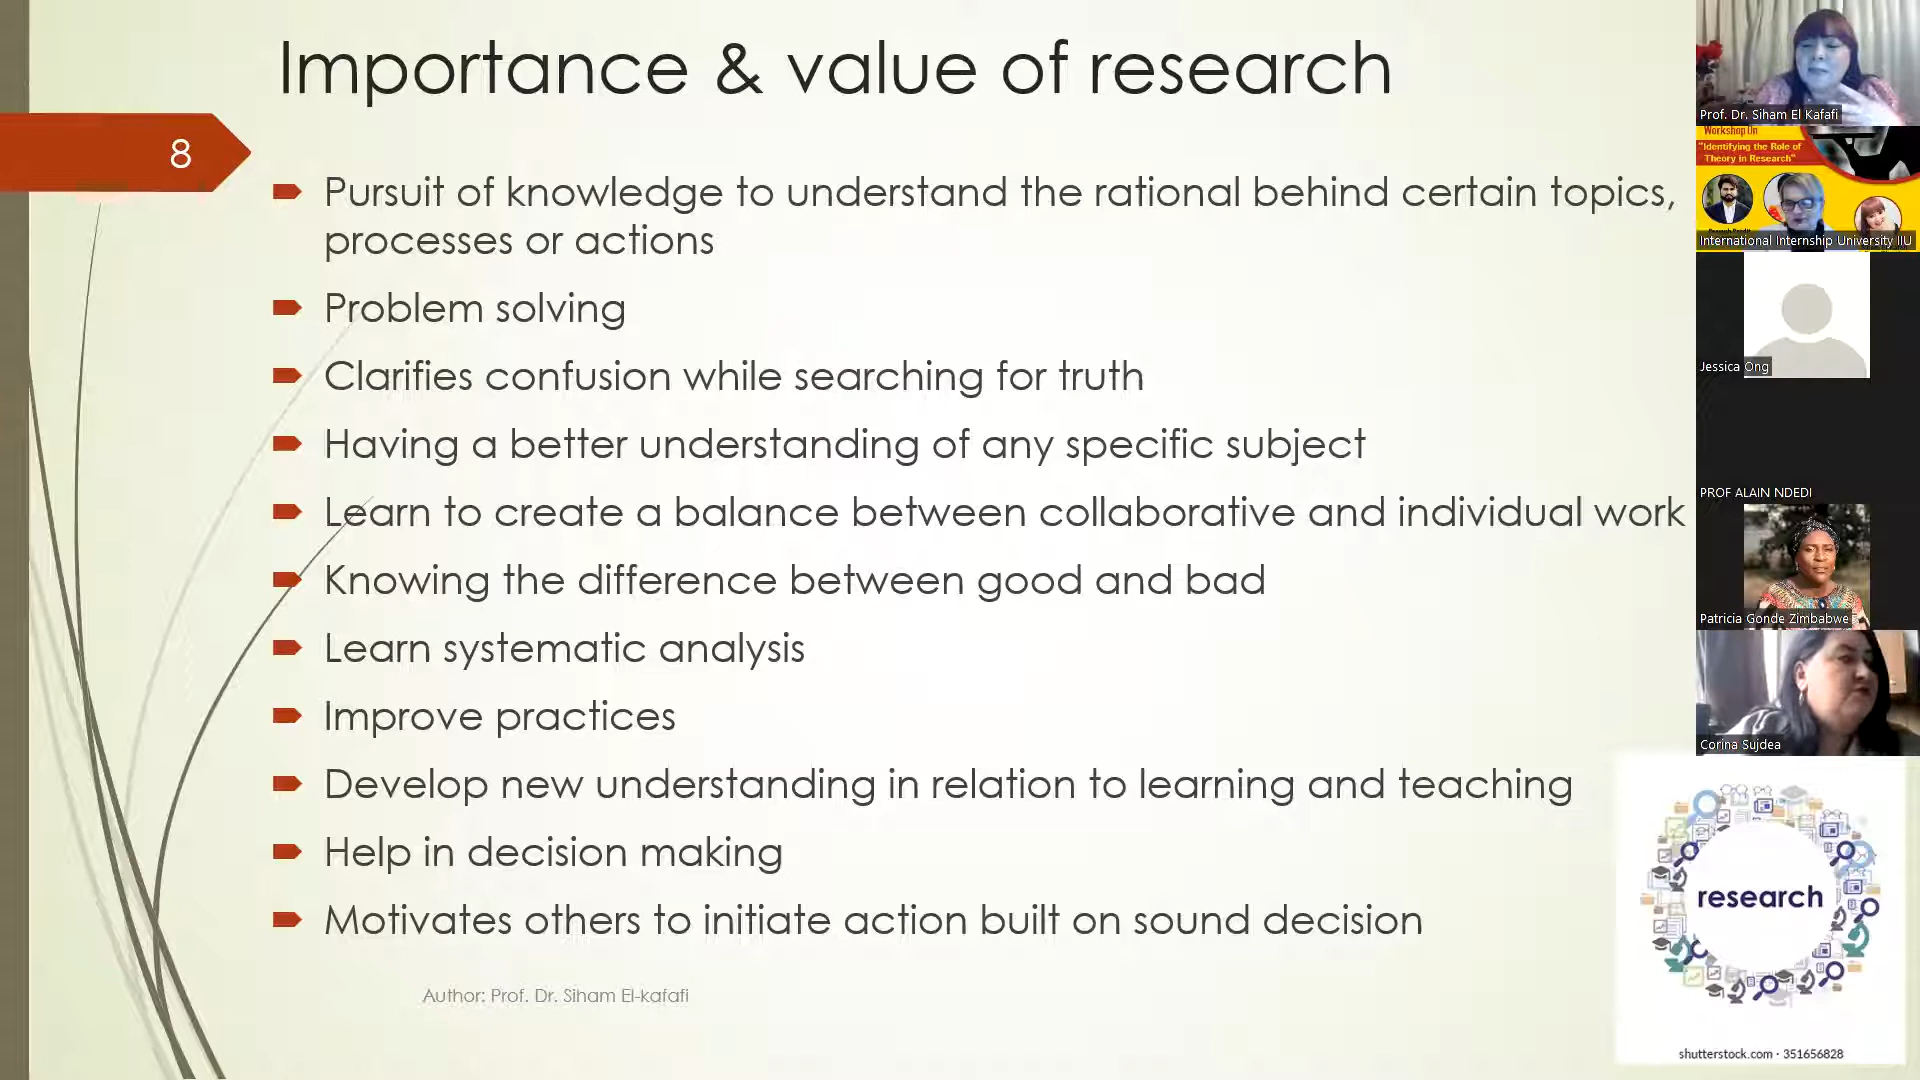 Importance & value of research
8
Pursuit of knowledge to understand the rational behind certain topics,
processes or actions
Problem solving
Clarifies confusion while searching for truth
Having a better understanding of any specific subject
Learn to create a balance between collaborative and individual work
Knowing the difference between good and bad
Learn systematic analysis
Improve practices
Develop new understanding in relation to learning and teaching
Help in decision making
Motivates others to initiate action built on sound decision
Author: Prof. Dr. Siham El-kafafi
Prof. Dr. Siham El Kafafi
Workshop On
"Identifying the Role of
Theory in Research"
International Internship University IIU
Jessica Ong
PROF ALAIN NDEDI
Patricia Gonde Zimbabwe
Corina Sujdea
research
shutterstock.com · 351656828